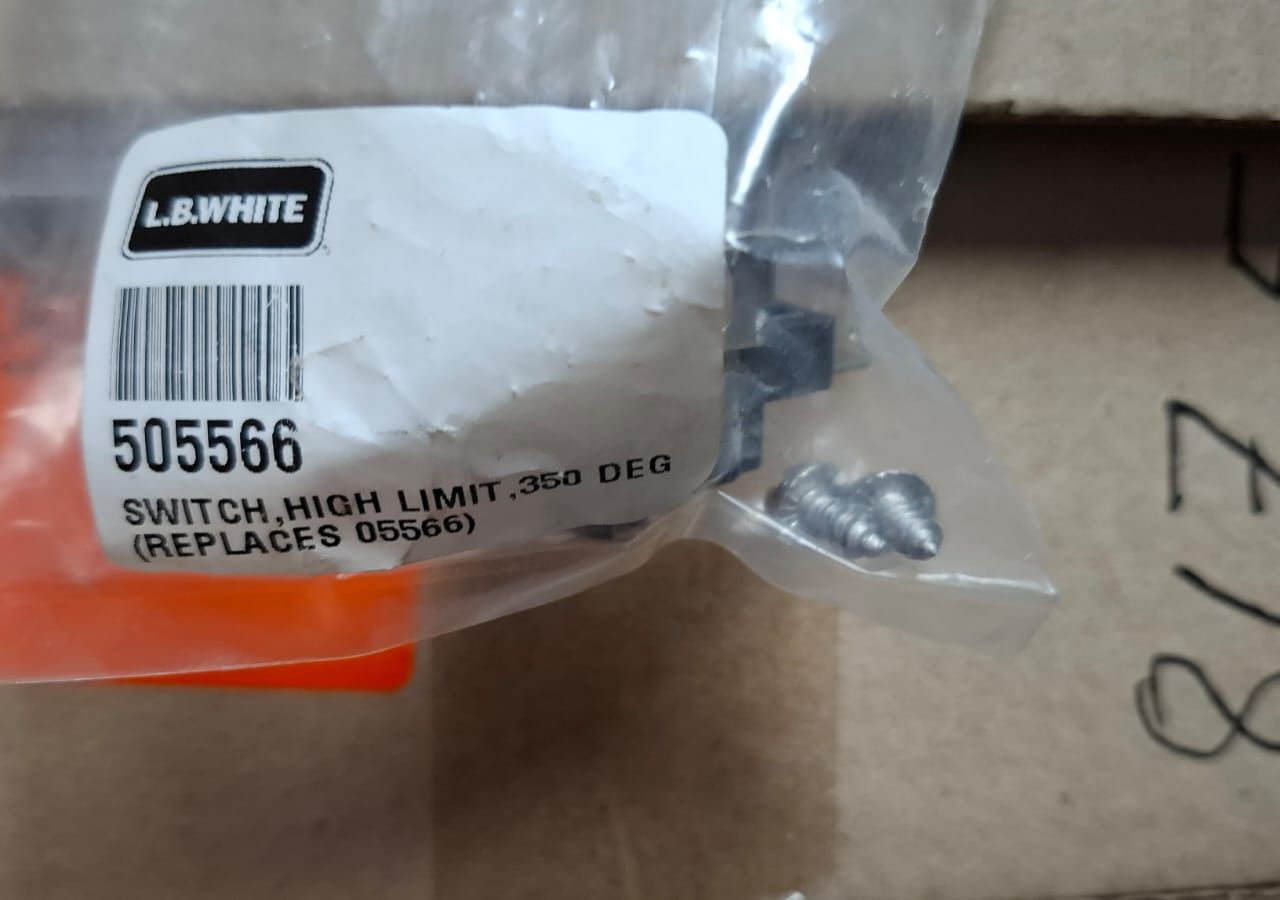 L.B.WHITE
505566
SWITCH,HIGH LIMIT,350 DEG
(REPLACES 05566)